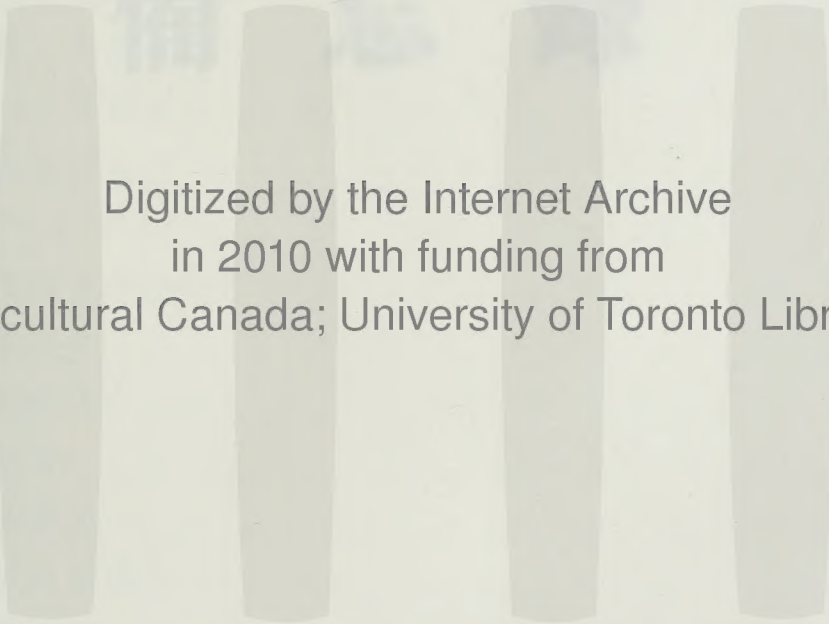 Digitized by the Internet Archive
in 2010 with funding from
cultural Canada; University of Toronto Libr